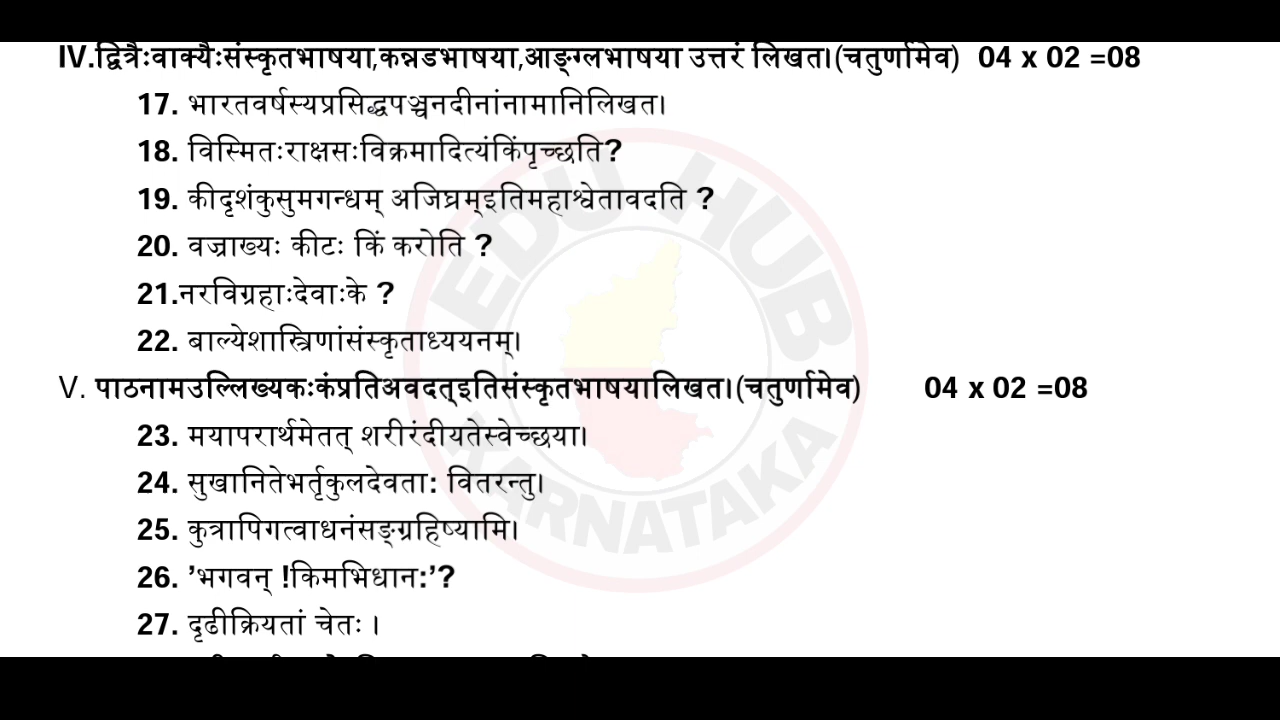 IV.द्वित्रैःवाक्यैःसंस्कृतभाषया,कन्नडभाषया,आङ्ग्लभाषया उत्तरं लिखत।(चतुर्णामेव) 04 x 02 =08
17. भारतवर्षस्यप्रसिद्धपञ्चनदीनांनामानिलिखत।
18. विस्मितःराक्षसःविक्रमादित्यंकिंपृच्छति?
19. कीदृशंकुसुमगन्धम् अजिघ्रम्इतिमहाश्वेतावदति ?
20. वज्राख्यः कीटः किं करोति ?
21.नरविग्रहाःदेवाःके ?
22. बाल्येशास्त्रिणांसंस्कृताध्ययनम्।
V. पाठनामउल्लिख्यकःकंप्रतिअवदत्इतिसंस्कृतभाषयालिखत।(चतुर्णामेव) 04 x 02 =08
23. मयापरार्थमेतत् शरीरंदीयतेस्वेच्छया।
24. सुखानितेभर्तृकुलदेवता: वितरन्तु।
25. कुत्रापिगत्वाधनंसङ्ग्रहिष्यामि।
26. ’भगवन् !किमभिधान:’?
27. दृढीक्रियतां चेतः ।
EDU HUB
KARNATAKA